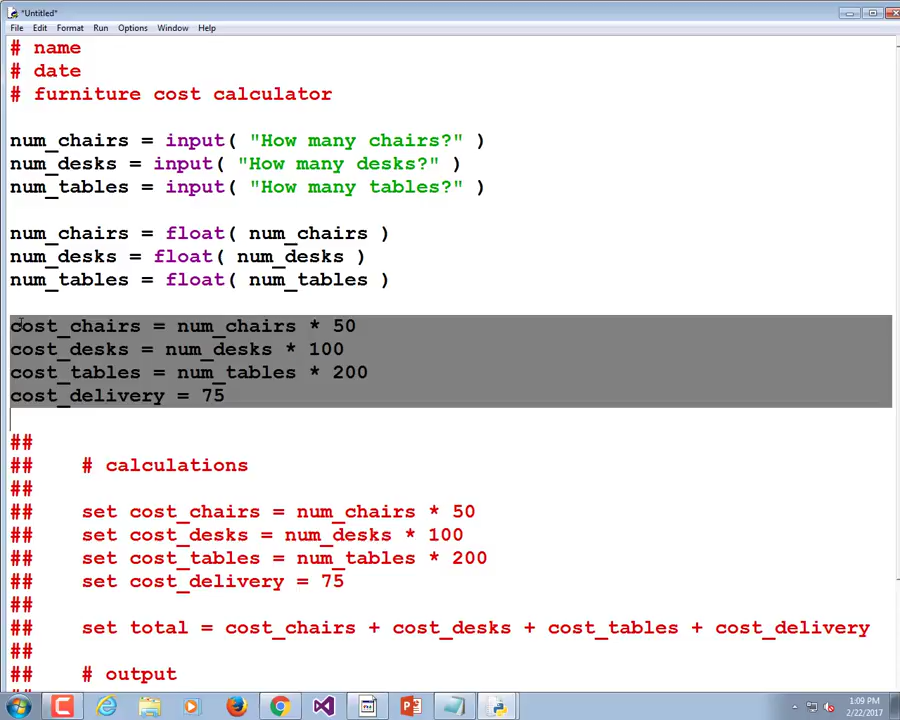 *Untitled*
File Edit Format Run Options Window Help
# name
# date
# furniture cost calculator
num_chairs = input( "How many chairs?" )
num_desks = input( "How many desks?" )
num_tables = input( "How many tables?" )
num_chairs = float( num_chairs )
num_desks = float( num_desks )
num_tables = float( num_tables )
cost_chairs = num_chairs * 50
cost_desks = num_desks * 100
cost_tables = num_tables * 200
cost_delivery = 75
##
## # calculations
##
## set cost_chairs = num_chairs * 50
## set cost_desks = num_desks * 100
## set cost_tables = num_tables * 200
## set cost_delivery = 75
##
## set total = cost_chairs + cost_desks + cost_tables + cost_delivery
##
## # output
1:09 PM
2/22/2017